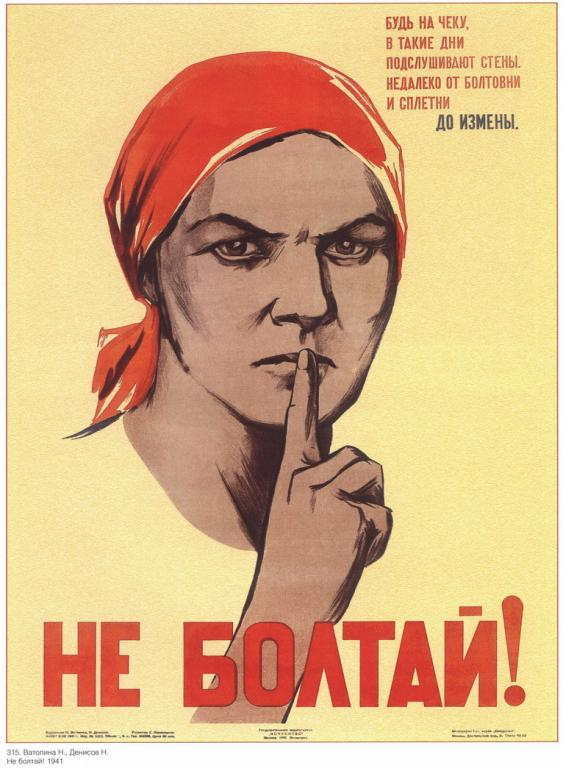 БУДЬ НА ЧЕКУ,
В ТАКИЕ ДНИ
ПОДСЛУШИВАЮТ СТЕНЫ.
НЕДАЛЕКО ОТ БОЛТОВНИ
И СПЛЕТНИ
ДО ИЗМЕНЫ.
НЕ БОЛТАЙ!
315. Ватолина Н., Денисов Н.
Не болтай! 1941